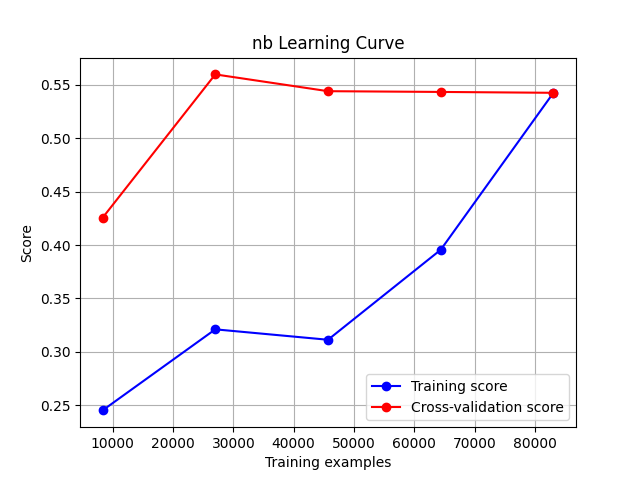 nb Learning Curve
0.55
0.50
0.45
0.40
0.35
0.30
0.25
Score
Training score
Cross-validation score
10000 20000 30000 40000 50000 60000 70000 80000
Training examples